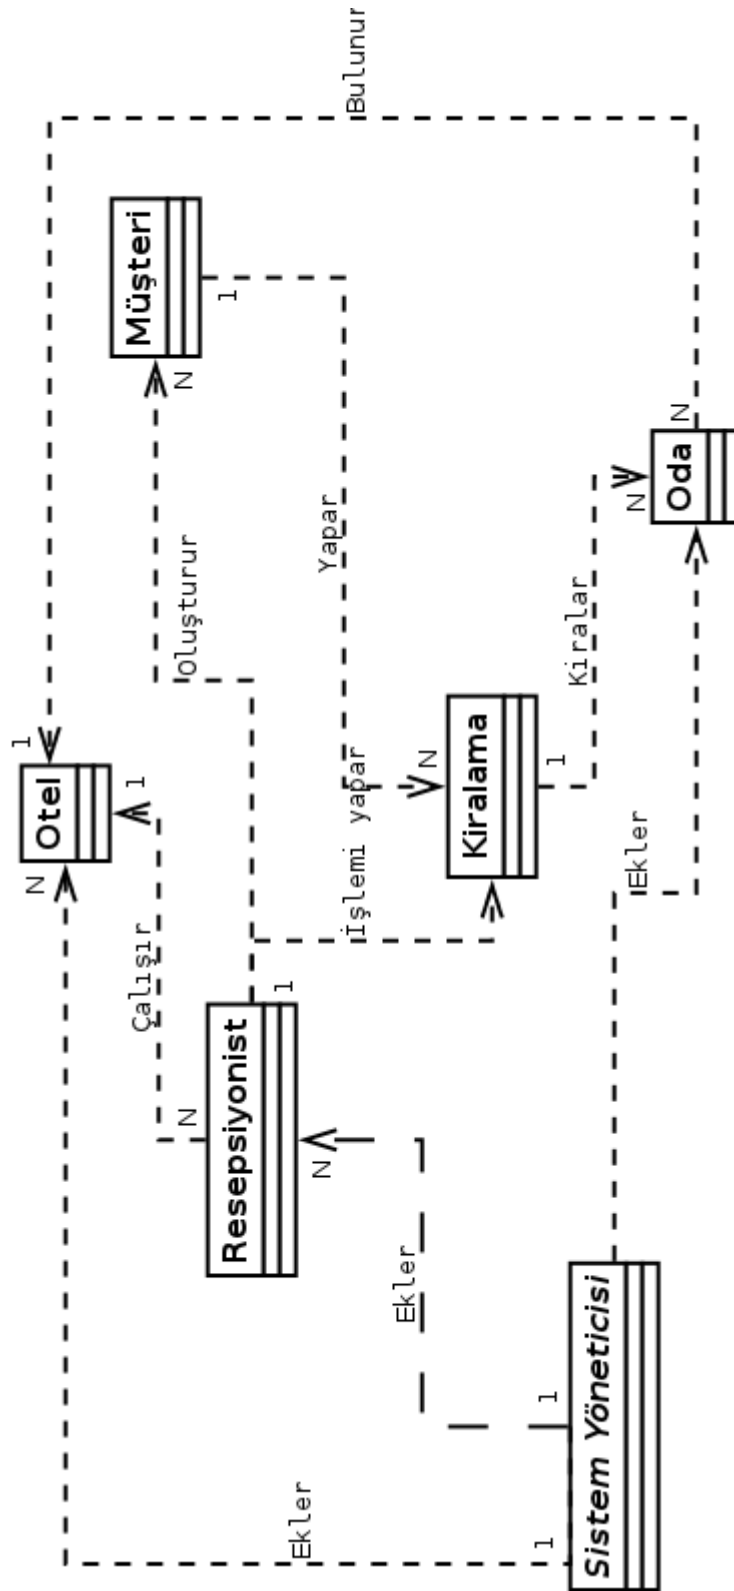 Otel
1
N
1
Bulunur
Müşteri
N
1
Oluşturur
Çalışır
Resepsiyonist
N
1
N
Yapar
İşlemi yapar
Kiralama
N
1
Kiralar
Oda
N
N
Ekler
Ekler
Ekler
Sistem Yöneticisi
1
1